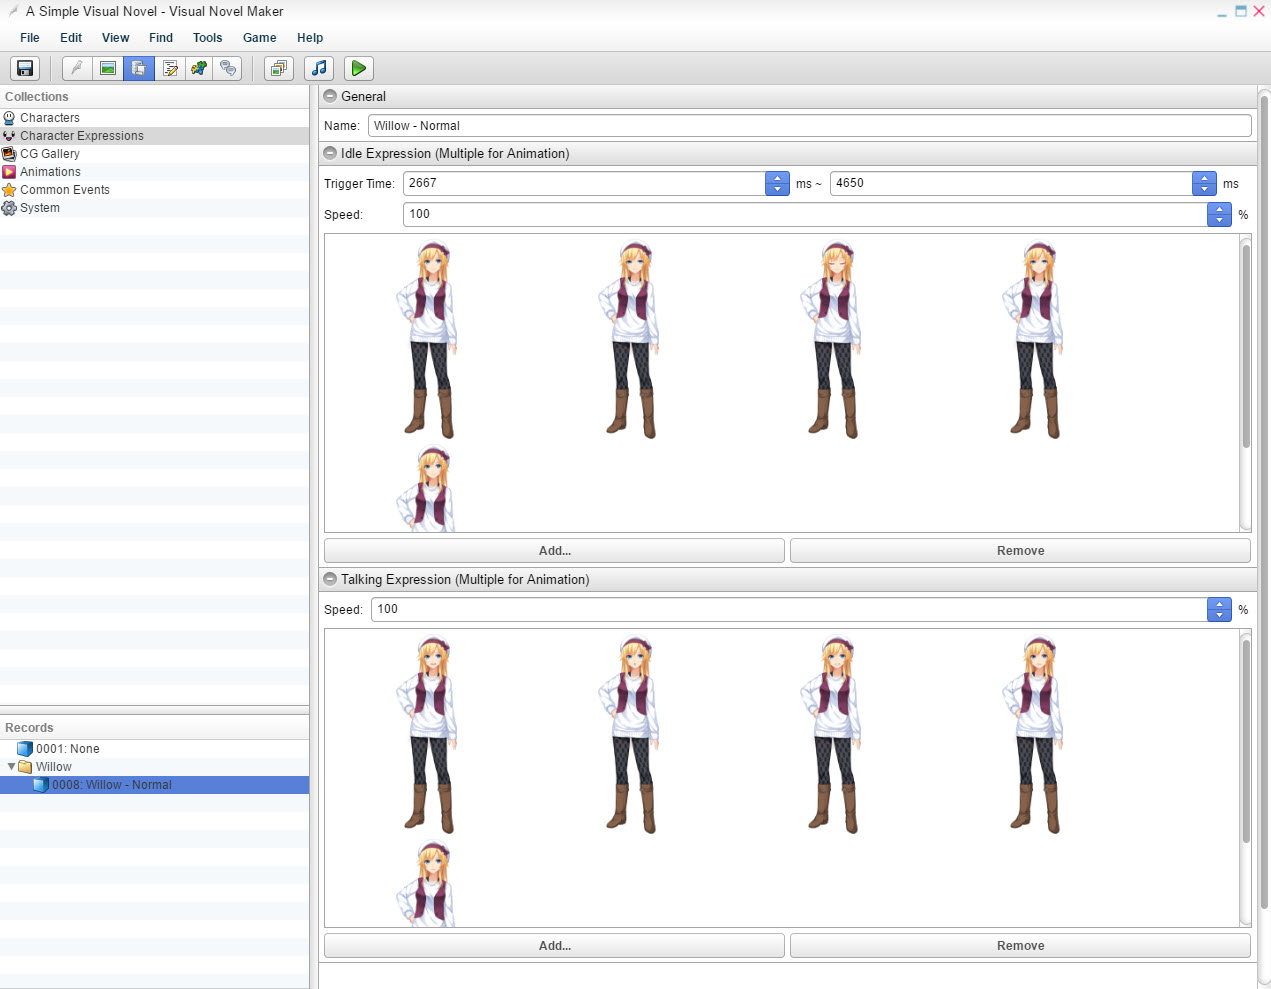 A Simple Visual Novel - Visual Novel Maker
File Edit View Find Tools Game Help
Collections
Characters
Character Expressions
CG Gallery
Animations
Common Events
System
Records
0001: None
Willow
0008: Willow - Normal
General
Name: Willow - Normal
Idle Expression (Multiple for Animation)
Trigger Time: 2667 ms ~ 4650 ms
Speed: 100 %
Add... Remove
Talking Expression (Multiple for Animation)
Speed: 100 %
Add... Remove